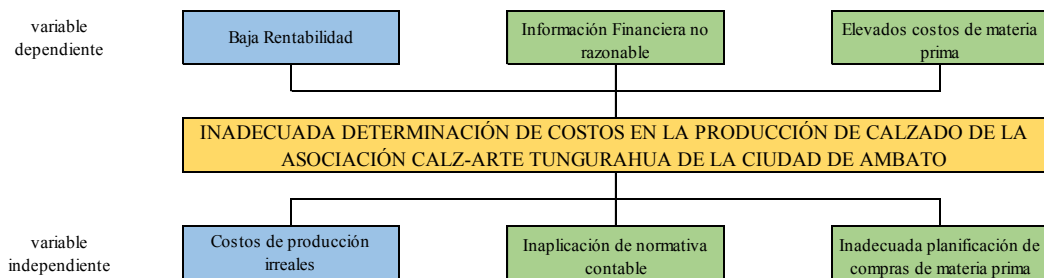 variable
dependiente
Baja Rentabilidad
Información Financiera no
razonable
Elevados costos de materia
prima
INADECUADA DETERMINACIÓN DE COSTOS EN LA PRODUCCIÓN DE CALZADO DE LA
ASOCIACIÓN CALZ-ARTE TUNGURAHUA DE LA CIUDAD DE AMBATO
variable
independiente
Costos de producción
irreales
Inaplicación de normativa
contable
Inadecuada planificación de
compras de materia prima